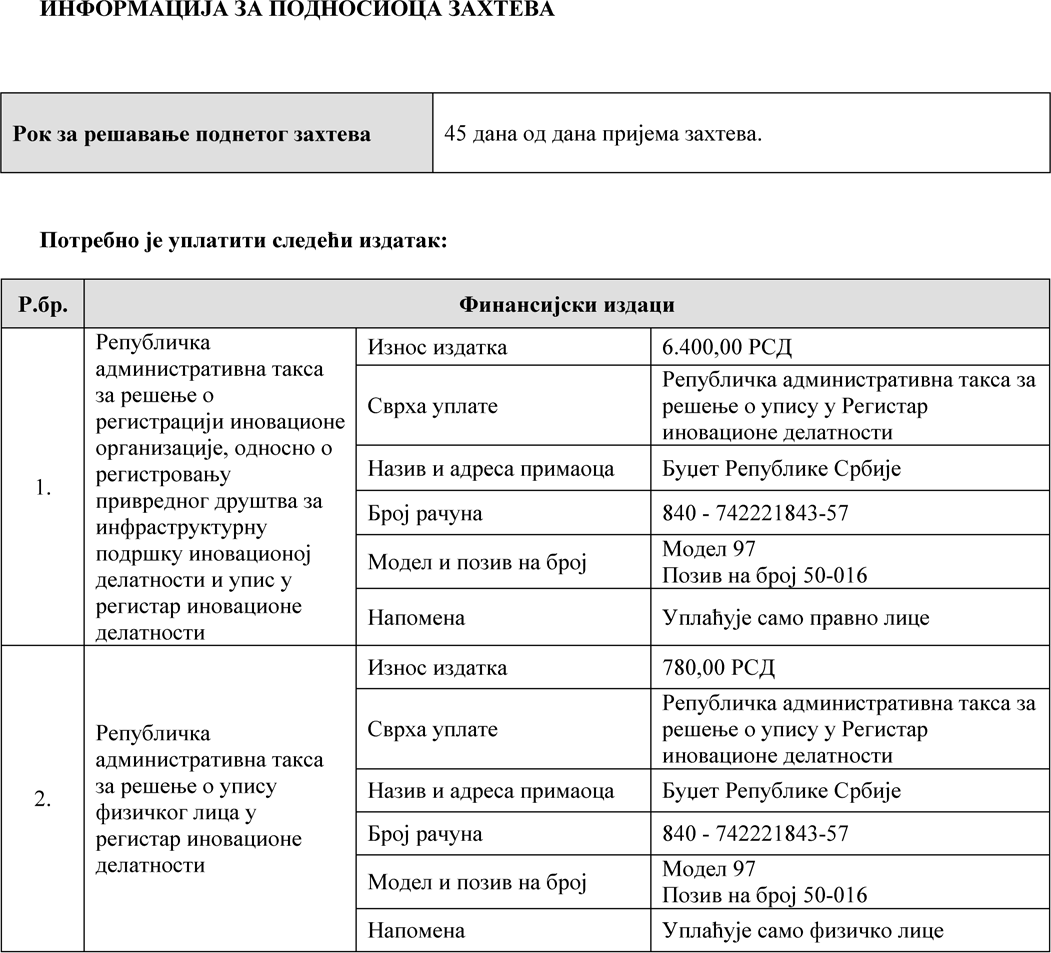 ИНФОРМАЦИЈА ЗА ПОДНОСИОЦА ЗАХТЕВА
Рок за решавање поднетог захтева
45 дана од дана пријема захтева.
Потребно је уплатити следећи издатак:
Р.бр.
Финансијски издаци
1.
Републичка
административна такса
за решење о
регистрацији иновационе
организације, односно о
регистровању
привредног друштва за
инфраструктурну
подршку иновационој
делатности и упис у
регистар иновационе
делатности
Износ издатка
6.400,00 РСД
Сврха уплате
Републичка административна такса за
решење о упису у Регистар
иновационе делатности
Назив и адреса примаоца
Буџет Републике Србије
Број рачуна
840 - 742221843-57
Модел и позив на број
Модел 97
Позив на број 50-016
Напомена
Уплаћује само правно лице
2.
Републичка
административна такса
за решење о упису
физичког лица у
регистар иновационе
делатности
Износ издатка
780,00 РСД
Сврха уплате
Републичка административна такса за
решење о упису у Регистар
иновационе делатности
Назив и адреса примаоца
Буџет Републике Србије
Број рачуна
840 - 742221843-57
Модел и позив на број
Модел 97
Позив на број 50-016
Напомена
Уплаћује само физичко лице